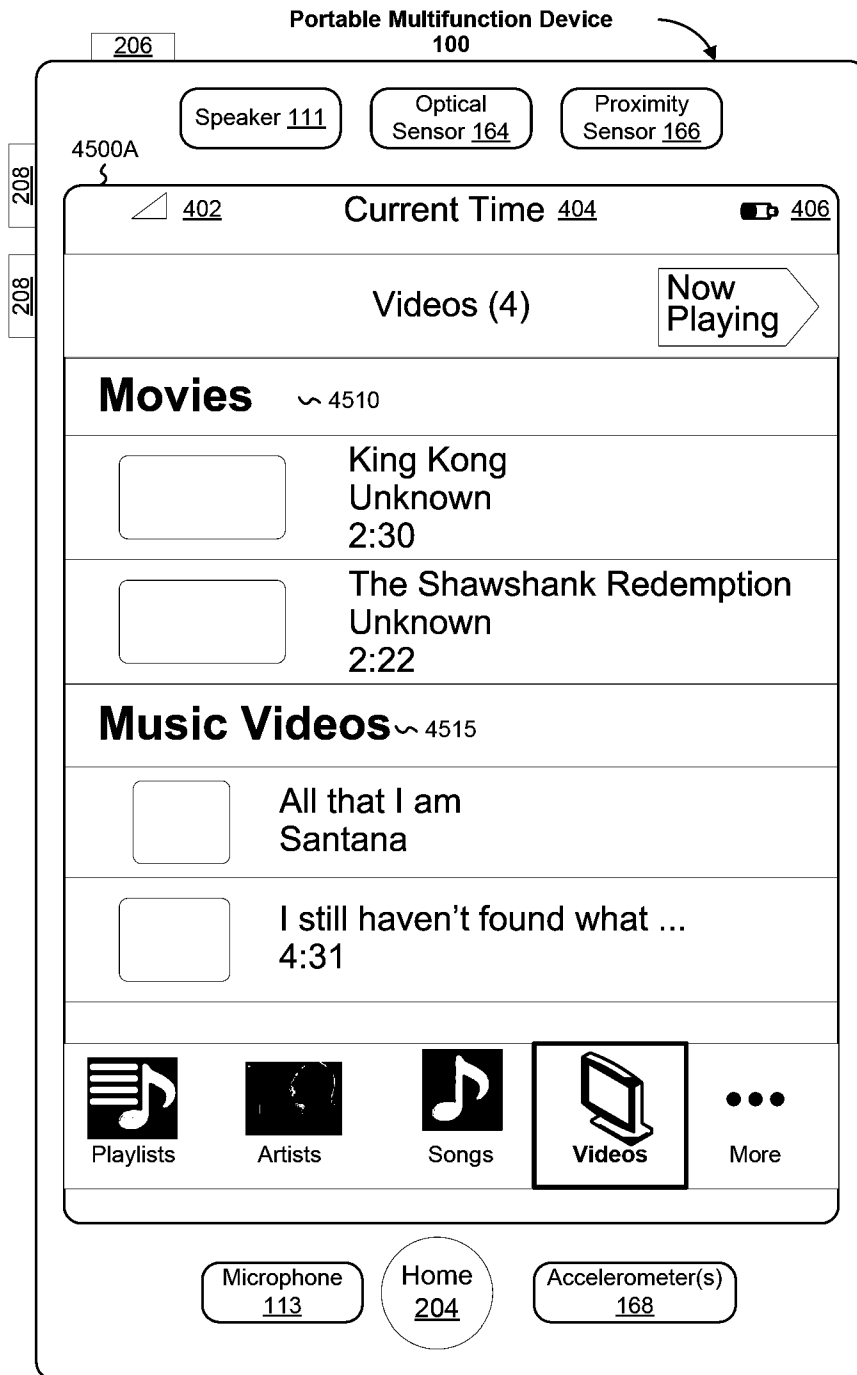 Portable Multifunction Device
100
206
Speaker 111
Optical
Sensor 164
Proximity
Sensor 166
4500A
208
208
402
Current Time 404
406
Videos (4)
Now
Playing
Movies
4510
King Kong
Unknown
2:30
The Shawshank Redemption
Unknown
2:22
Music Videos
4515
All that I am
Santana
I still haven't found what ...
4:31
Playlists
Artists
Songs
Videos
More
Microphone
113
Home
204
Accelerometer(s)
168